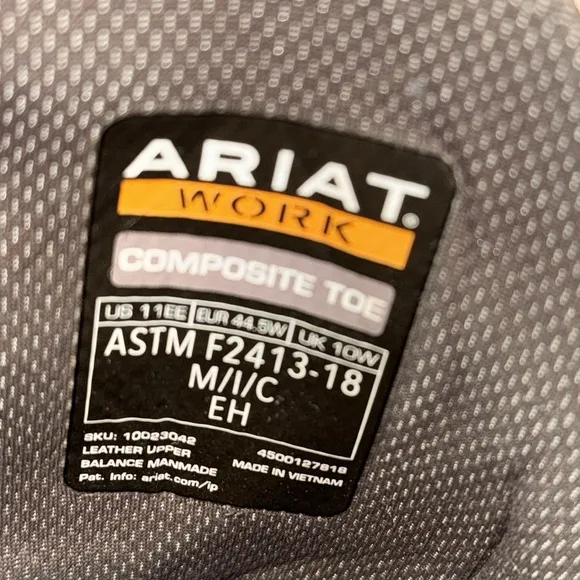 ARIAT.
WORK
COMPOSITE TOE
US 11EE EUR 44.5W UK 10W
ASTM F2413-18
M/I/C
EH
SKU: 10023042
LEATHER UPPER
BALANCE MANMADE
Pat. Info: ariat.com/ip
4500127818
MADE IN VIETNAM